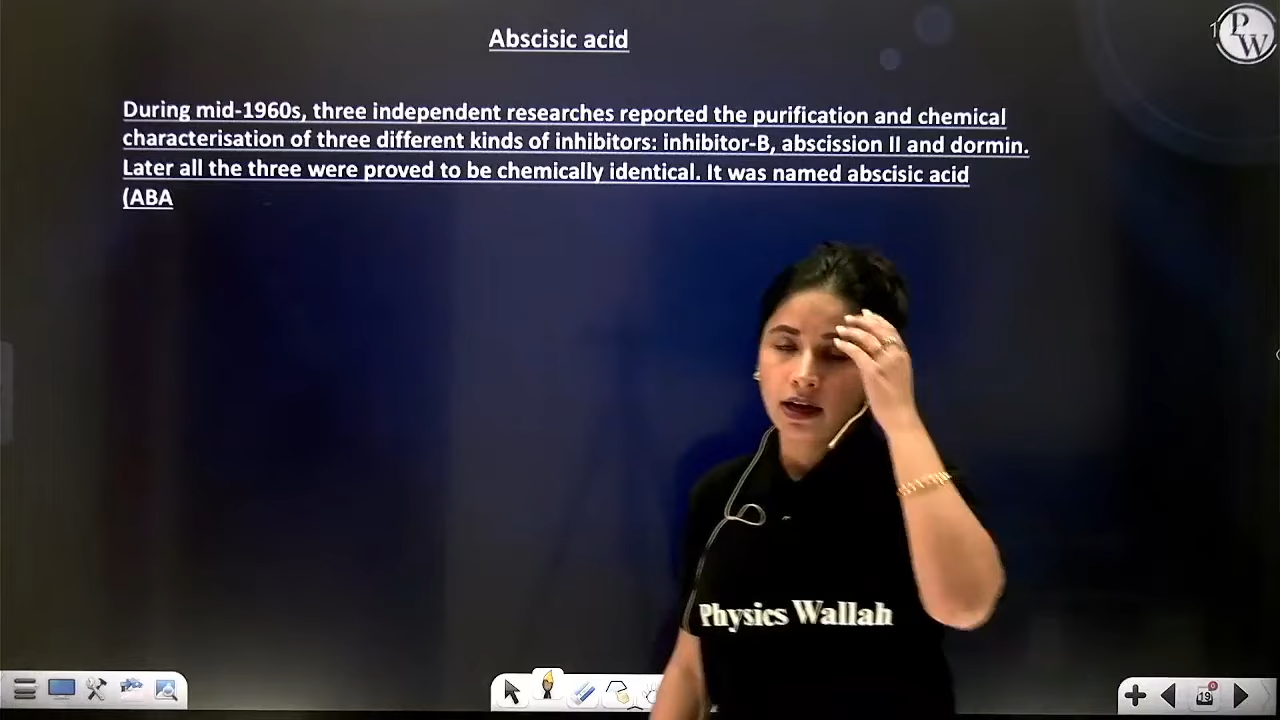 Abscisic acid
During mid-1960s, three independent researches reported the purification and chemical
characterisation of three different kinds of inhibitors: inhibitor-B, abscission II and dormin.
Later all the three were proved to be chemically identical. It was named abscisic acid
(ABA
PW
Physics Wallah
19